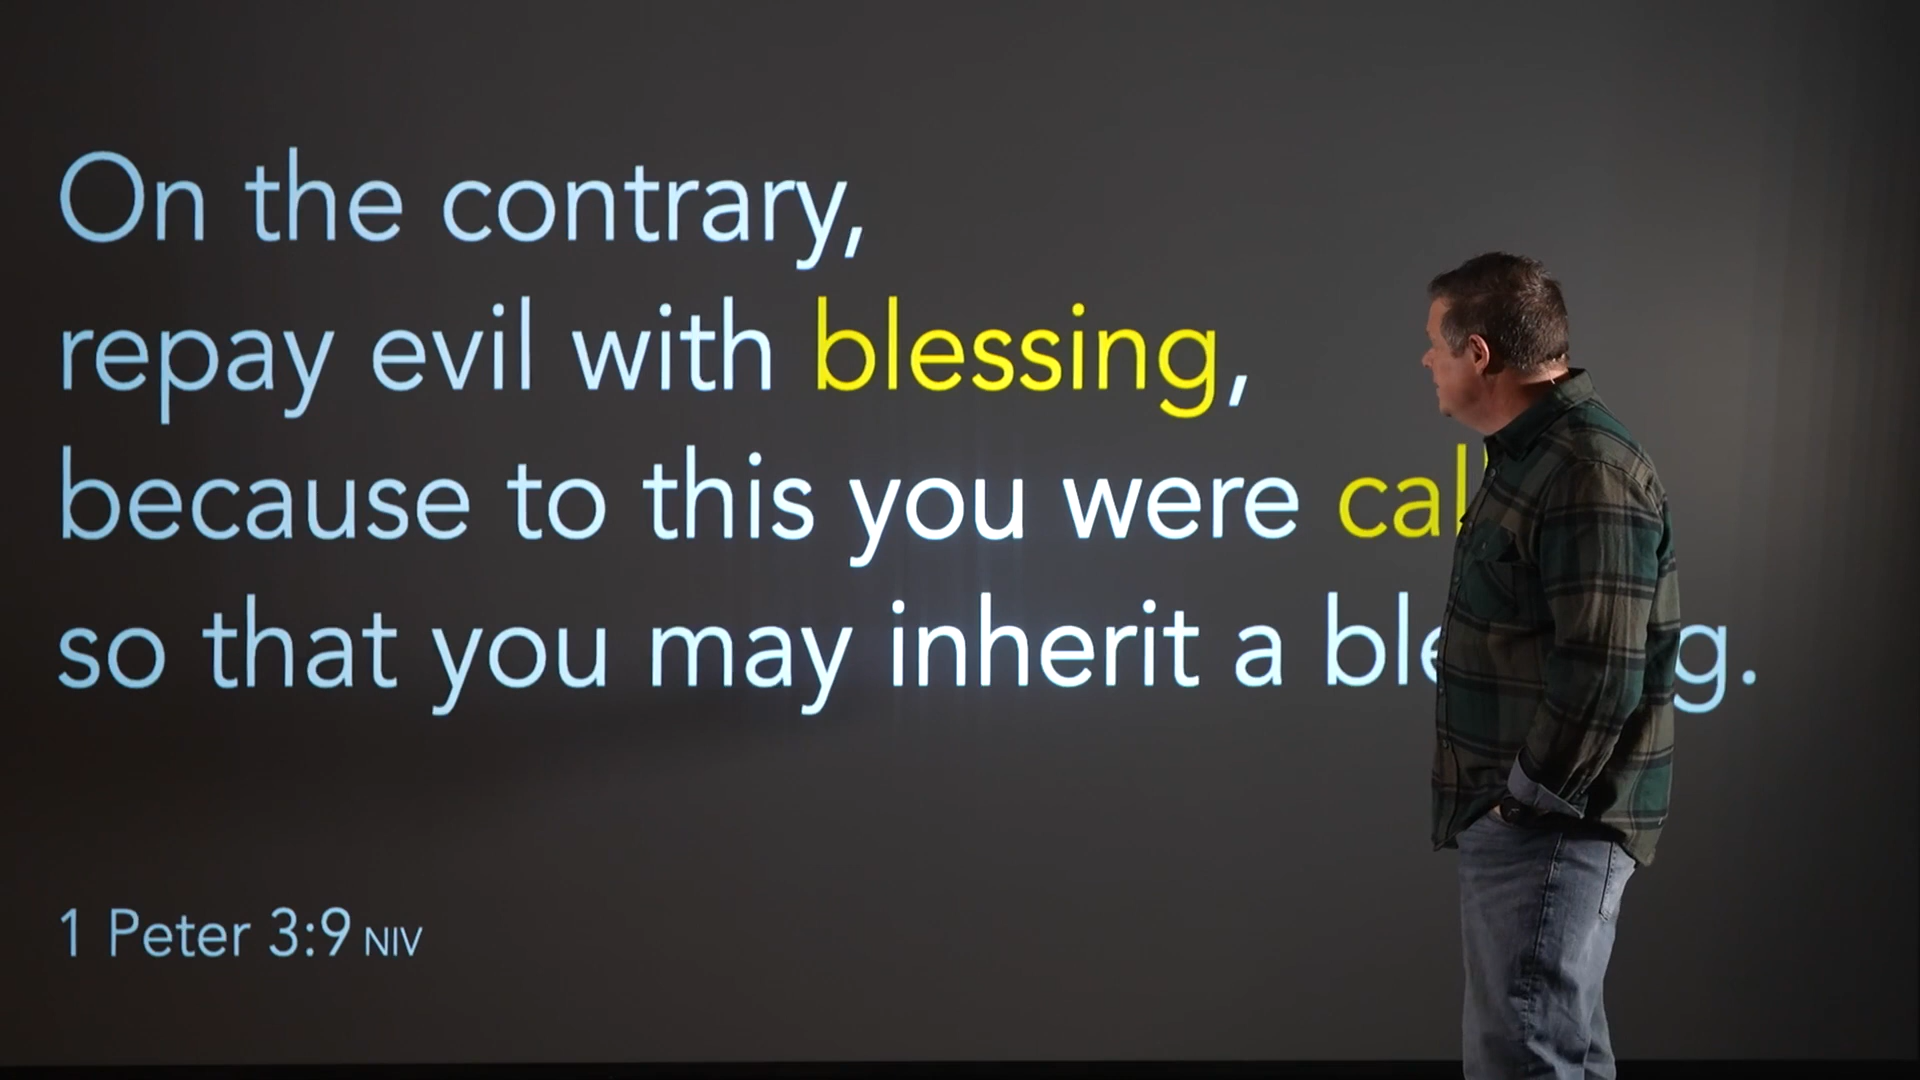 On the contrary,
repay evil with blessing,
because to this you were
so that you may inherit a
1 Peter 3:9 NIV